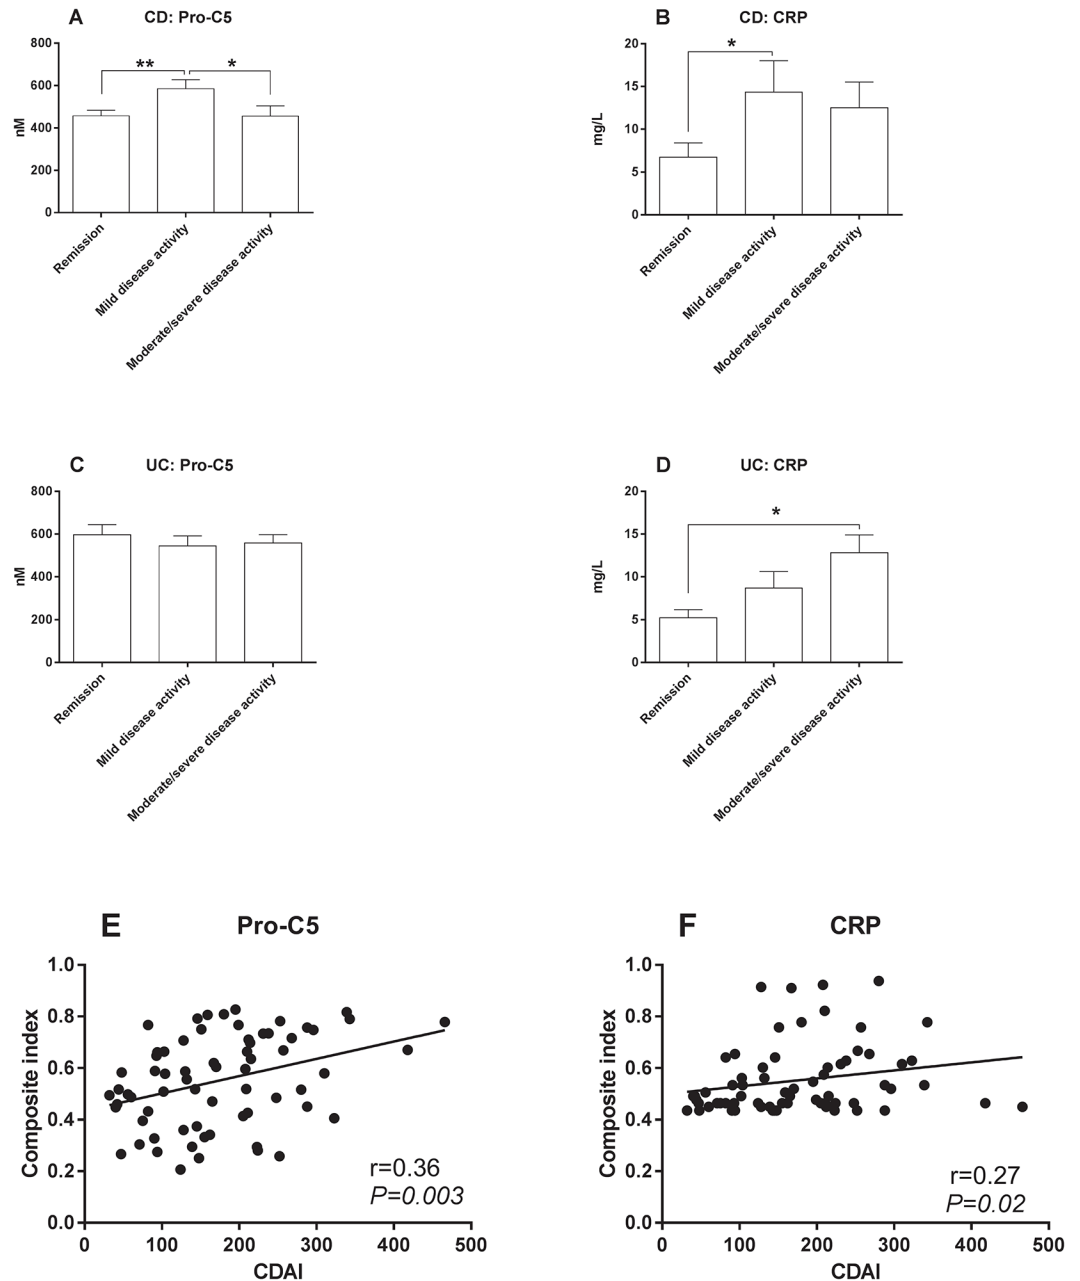 A CD: Pro-C5
800
600
400
200
0
nM
** *
Remission
Mild disease activity
Moderate/severe disease activity
B CD: CRP
20
15
10
5
0
mg/L
*
Remission
Mild disease activity
Moderate/severe disease activity
C UC: Pro-C5
800
600
400
200
0
nM
Remission
Mild disease activity
Moderate/severe disease activity
D UC: CRP
20
15
10
5
0
mg/L
*
Remission
Mild disease activity
Moderate/severe disease activity
E Pro-C5
1.0
0.8
0.6
0.4
0.2
0.0
Composite index
r=0.36
P=0.003
0 100 200 300 400 500
CDAI
F CRP
1.0
0.8
0.6
0.4
0.2
0.0
Composite index
r=0.27
P=0.02
0 100 200 300 400 500
CDAI